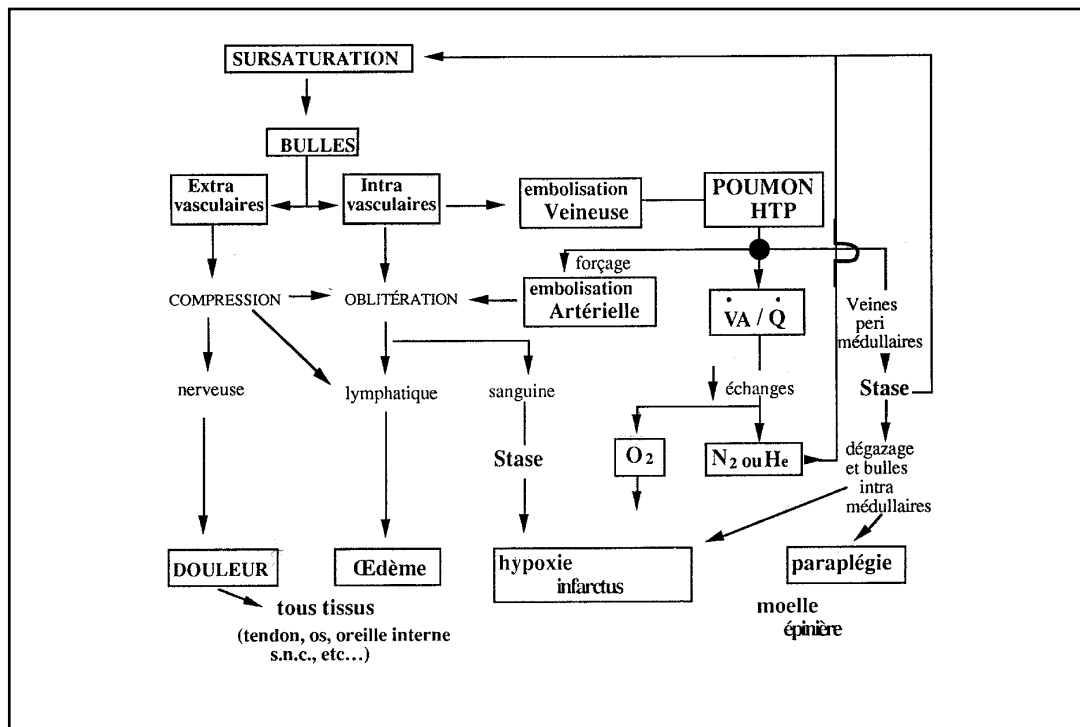 SURSATURATION
BULLES
Extra
vasculaires
Intra
vasculaires
embolisation
Veineuse
POUMON
HTP
forçage
COMPRESSION
OBLITÉRATION
embolisation
Artérielle
V̇A / Q̇
Veines
peri
médullaires
nerveuse
lymphatique
sanguine
échanges
Stase
O2
N2 ou He
Stase
dégazage
et bulles
intra
médullaires
DOULEUR
Œdème
hypoxie
infarctus
paraplégie
tous tissus
(tendon, os, oreille interne
s.n.c., etc…)
moelle
épinière